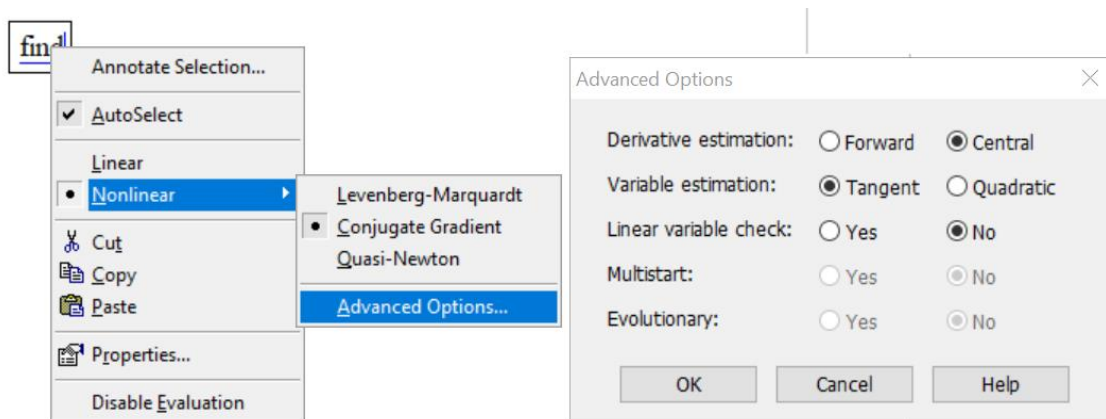 find
Annotate Selection...
AutoSelect
Linear
Nonlinear
Cut
Copy
Paste
Properties...
Disable Evaluation
Levenberg-Marquardt
Conjugate Gradient
Quasi-Newton
Advanced Options...
Advanced Options
Derivative estimation: Forward Central
Variable estimation: Tangent Quadratic
Linear variable check: Yes No
Multistart: Yes No
Evolutionary: Yes No
OK Cancel Help